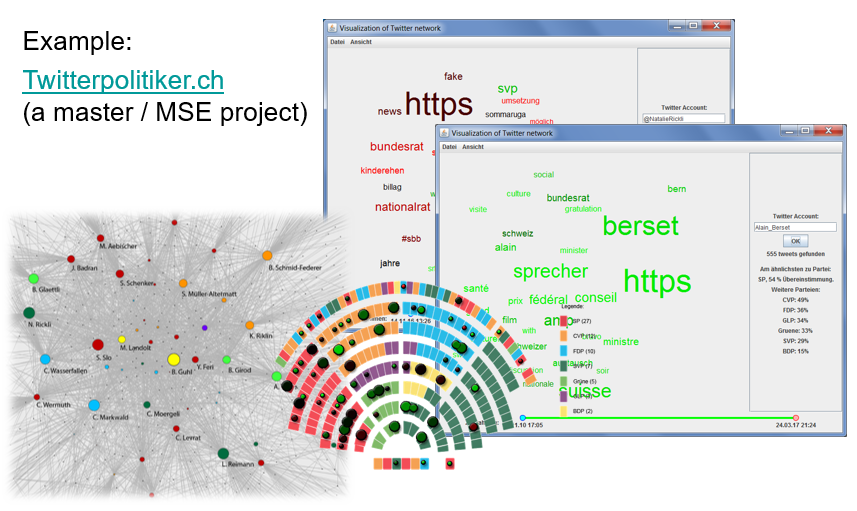 Example:
Twitterpolitiker.ch
(a master / MSE project)
Visualization of Twitter network
Datei Ansicht
fake
svp
https
umsetzung
news
sommaruga
möglich
bundesrat
kinderehen
billag
nationalrat
#sbb
jahre
Twitter Account:
@NatalieRickli
Visualization of Twitter network
Datei Ansicht
social
culture
bundesrat
bern
visite
gratulation
berset
schweiz
alain
minister
sprecher
https
santé
prix
fédéral
conseil
film
with
ministre
schweizer
soir
nationale
suisse
Twitter Account:
Alain_Berset
OK
555 tweets gefunden
Am ähnlichsten zu Partei:
SP, 54 % Übereinstimmung.
Weitere Parteien:
CVP: 49%
FDP: 36%
GLP: 34%
Gruene: 33%
SVP: 29%
BDP: 15%
Legende:
SP (27)
CVP (12)
FDP (10)
SVP (7)
Grüne (5)
BDP (2)
24.03.17 21:24
M. Aebischer
J. Badran
B. Glaettli
S. Schenker
B. Schmid-Federer
S. Müller-Altermatt
N. Rickli
K. Riklin
M. Landolt
S. Slo
C. Wasserfallen
B. Guhl
Y. Feri
B. Girod
C. Wermuth
C. Markwald
C. Moergeli
C. Levrat
L. Reimann